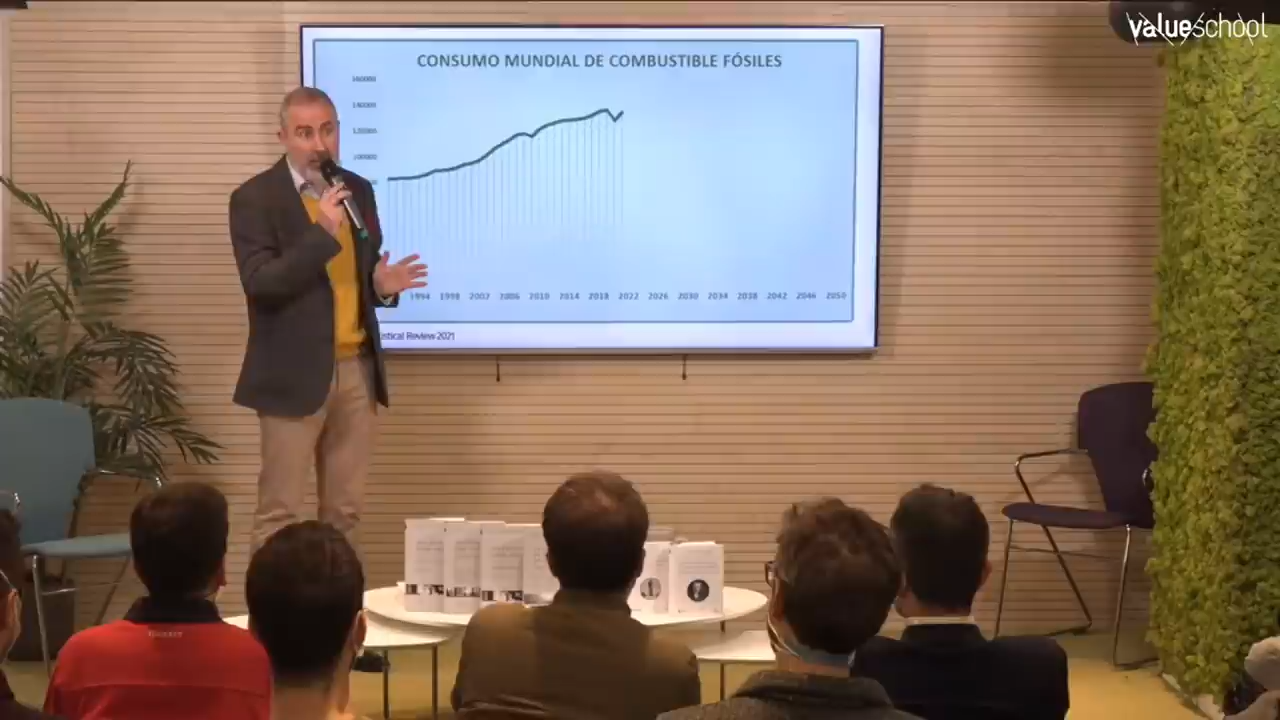 valueschool
CONSUMO MUNDIAL DE COMBUSTIBLE FÓSILES
160000
140000
120000
100000
1994 1998 2002 2006 2010 2014 2018 2022 2026 2030 2034 2038 2042 2046 2050
istical Review 2021